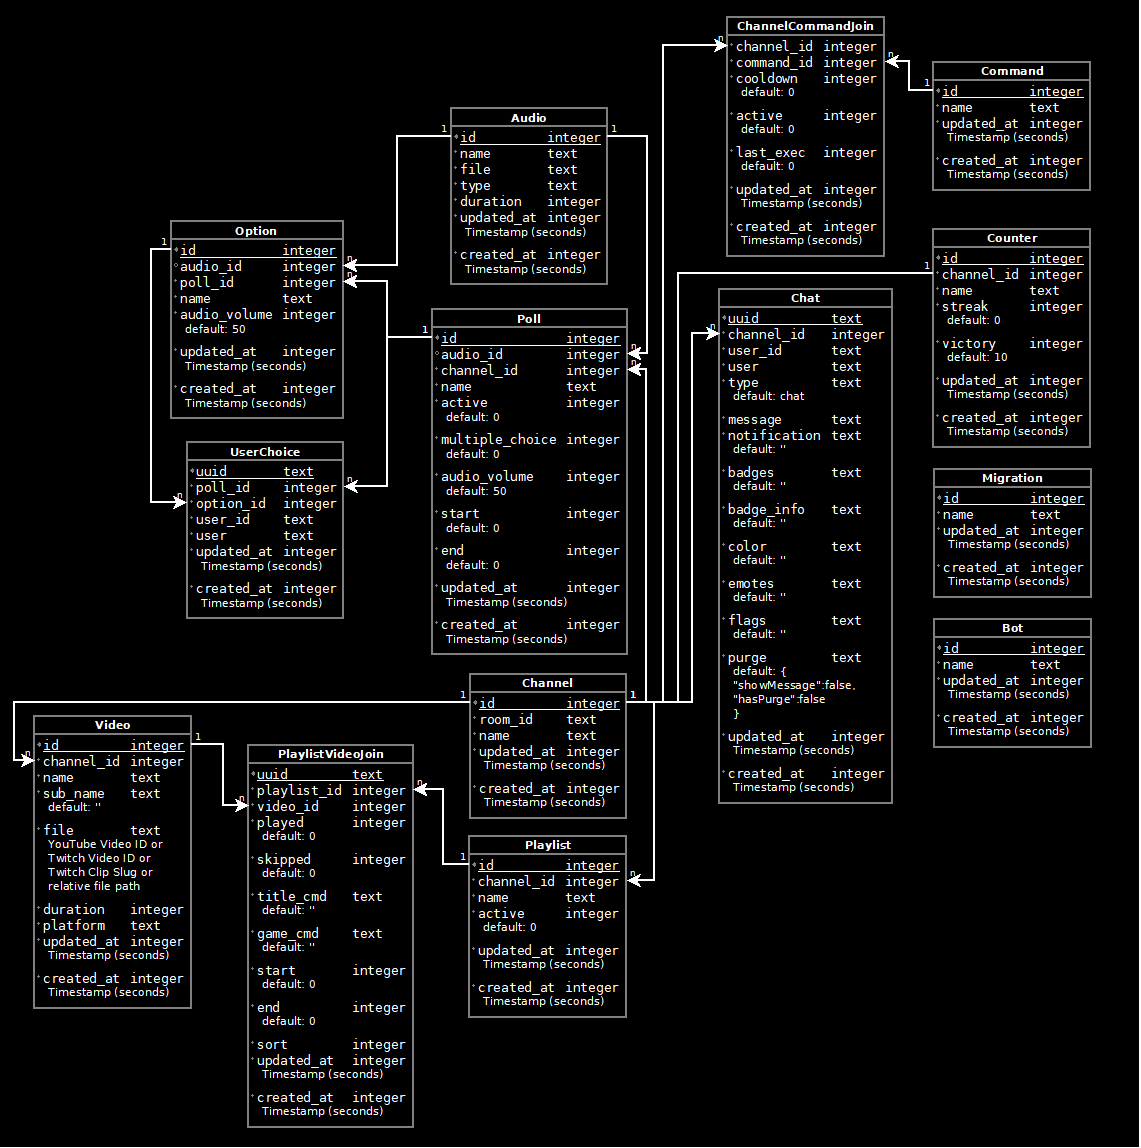 ChannelCommandJoin
channel_id integer
command_id integer
cooldown integer
default: 0
active integer
default: 0
last_exec integer
default: 0
updated_at integer
Timestamp (seconds)
created_at integer
Timestamp (seconds)
n
n
1
Command
id integer
name text
updated_at integer
Timestamp (seconds)
created_at integer
Timestamp (seconds)
1
Audio
1
id integer
name text
file text
type text
duration integer
updated_at integer
Timestamp (seconds)
created_at integer
Timestamp (seconds)
1
Option
id integer
audio_id integer
poll_id integer
name text
audio_volume integer
default: 50
updated_at integer
Timestamp (seconds)
created_at integer
Timestamp (seconds)
n
n
1
Counter
id integer
channel_id integer
name text
streak integer
default: 0
victory integer
default: 10
updated_at integer
Timestamp (seconds)
created_at integer
Timestamp (seconds)
n
Chat
uuid text
channel_id integer
user_id text
user text
type text
default: chat
message text
notification text
default: ''
badges text
default: ''
badge_info text
default: ''
color text
default: ''
emotes text
default: ''
flags text
default: ''
purge text
default: {
"showMessage":false,
"hasPurge":false
}
updated_at integer
Timestamp (seconds)
created_at integer
Timestamp (seconds)
1
Poll
id integer
audio_id integer
channel_id integer
name text
active integer
default: 0
multiple_choice integer
default: 0
audio_volume integer
default: 50
start integer
default: 0
end integer
default: 0
updated_at integer
Timestamp (seconds)
created_at integer
Timestamp (seconds)
n
n
UserChoice
uuid text
poll_id integer
option_id integer
user_id text
user text
updated_at integer
Timestamp (seconds)
created_at integer
Timestamp (seconds)
n
n
Migration
id integer
name text
updated_at integer
Timestamp (seconds)
created_at integer
Timestamp (seconds)
Bot
id integer
name text
updated_at integer
Timestamp (seconds)
created_at integer
Timestamp (seconds)
1
Channel
1
id integer
room_id text
name text
updated_at integer
Timestamp (seconds)
created_at integer
Timestamp (seconds)
n
Video
1
id integer
channel_id integer
name text
sub_name text
default: ''
file text
YouTube Video ID or
Twitch Video ID or
Twitch Clip Slug or
relative file path
duration integer
platform text
updated_at integer
Timestamp (seconds)
created_at integer
Timestamp (seconds)
n
PlaylistVideoJoin
n
uuid text
playlist_id integer
video_id integer
played integer
default: 0
skipped integer
default: 0
title_cmd text
default: ''
game_cmd text
default: ''
start integer
default: 0
end integer
default: 0
sort integer
updated_at integer
Timestamp (seconds)
created_at integer
Timestamp (seconds)
1
Playlist
id integer
channel_id integer
name text
active integer
default: 0
updated_at integer
Timestamp (seconds)
created_at integer
Timestamp (seconds)
n